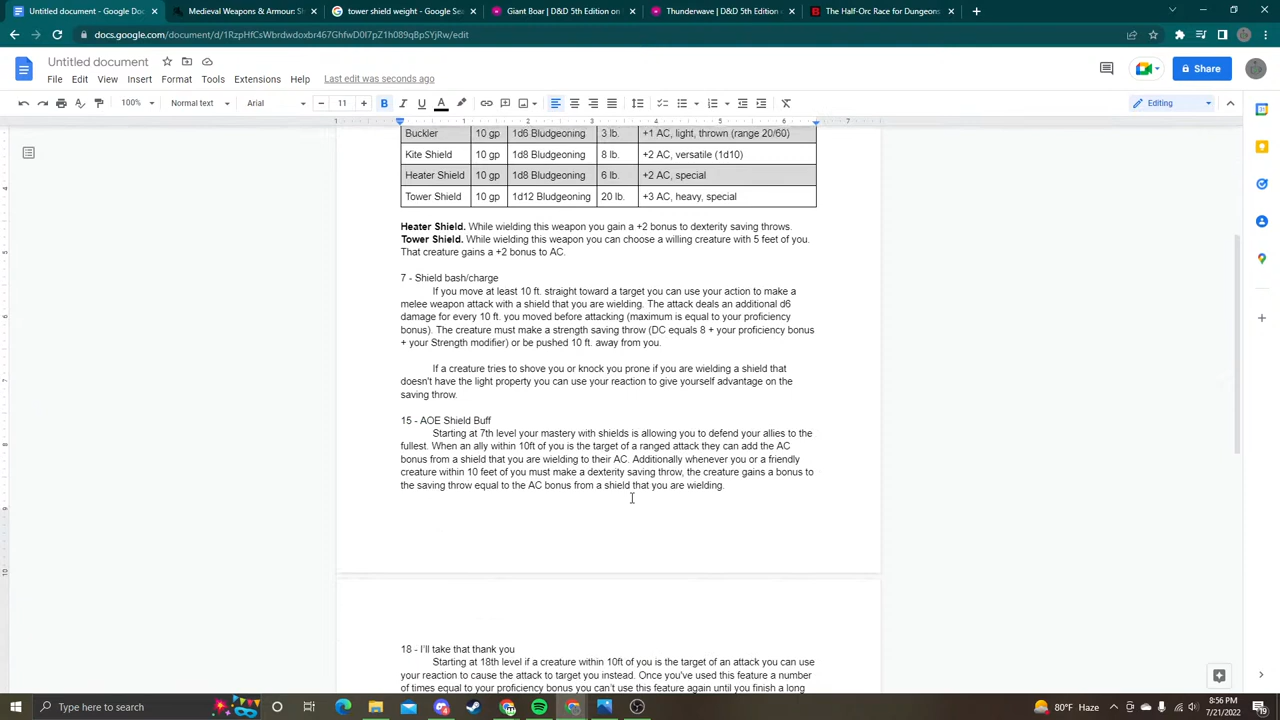 Untitled document - Google Doc
Medieval Weapons & Armour: Sh
tower shield weight - Google Sea
Giant Boar | D&D 5th Edition on
Thunderwave | D&D 5th Edition
The Half-Orc Race for Dungeons
docs.google.com/document/d/1RzpHfCsWbrdwdoxbr467GhfwD0I7pZ1h089qBpSYjRw/edit
Untitled document
File Edit View Insert Format Tools Extensions Help Last edit was seconds ago
Share
100% Normal text Arial 11 Editing
1 1 2 3 4 5 6 7
Buckler 10 gp 1d6 Bludgeoning 3 lb. +1 AC, light, thrown (range 20/60)
Kite Shield 10 gp 1d8 Bludgeoning 8 lb. +2 AC, versatile (1d10)
Heater Shield 10 gp 1d8 Bludgeoning 6 lb. +2 AC, special
Tower Shield 10 gp 1d12 Bludgeoning 20 lb. +3 AC, heavy, special
Heater Shield. While wielding this weapon you gain a +2 bonus to dexterity saving throws.
Tower Shield. While wielding this weapon you can choose a willing creature with 5 feet of you.
That creature gains a +2 bonus to AC.
7 - Shield bash/charge
If you move at least 10 ft. straight toward a target you can use your action to make a
melee weapon attack with a shield that you are wielding. The attack deals an additional d6
damage for every 10 ft. you moved before attacking (maximum is equal to your proficiency
bonus). The creature must make a strength saving throw (DC equals 8 + your proficiency bonus
+ your Strength modifier) or be pushed 10 ft. away from you.
If a creature tries to shove you or knock you prone if you are wielding a shield that
doesn't have the light property you can use your reaction to give yourself advantage on the
saving throw.
15 - AOE Shield Buff
Starting at 7th level your mastery with shields is allowing you to defend your allies to the
fullest. When an ally within 10ft of you is the target of a ranged attack they can add the AC
bonus from a shield that you are wielding to their AC. Additionally whenever you or a friendly
creature within 10 feet of you must make a dexterity saving throw, the creature gains a bonus to
the saving throw equal to the AC bonus from a shield that you are wielding.
18 - I'll take that thank you
Starting at 18th level if a creature within 10ft of you is the target of an attack you can use
your reaction to cause the attack to target you instead. Once you've used this feature a number
of times equal to your proficiency bonus you can't use this feature again until you finish a long
Type here to search
80°F Haze
8:56 PM
7/21/2022